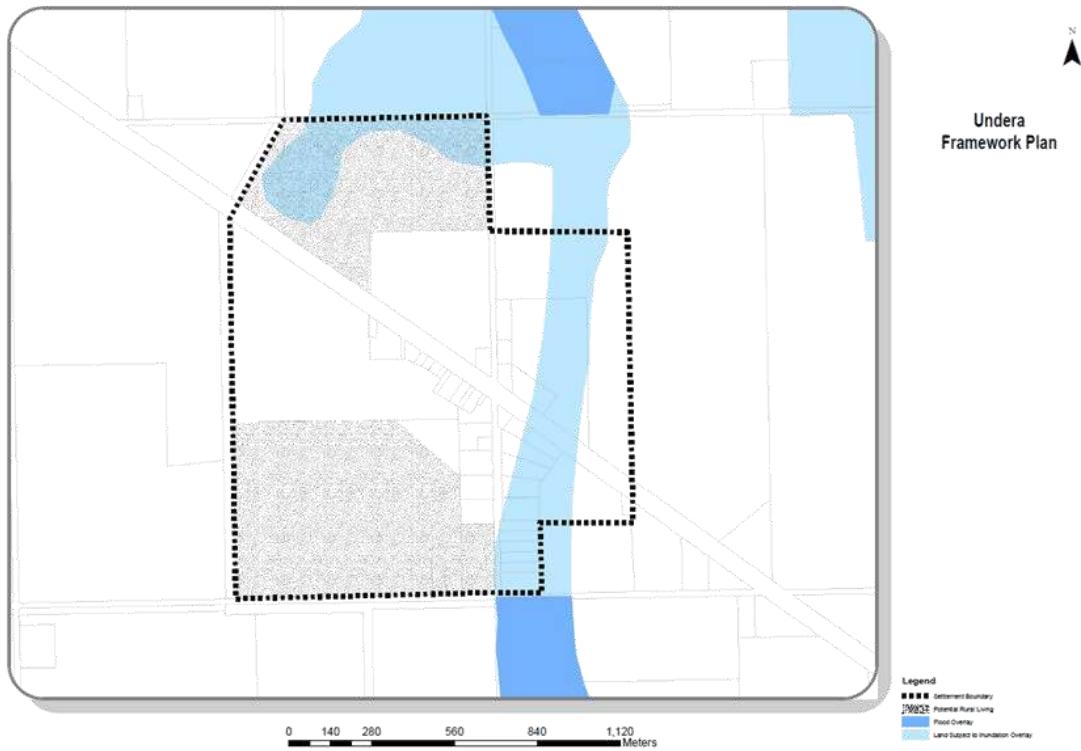 N
Undera
Framework Plan
Legend
Settlement Boundary
Potential Rural Living
Flood Overlay
Land Subject to Inundation Overlay
0 140 280 560 840 1,120
Meters